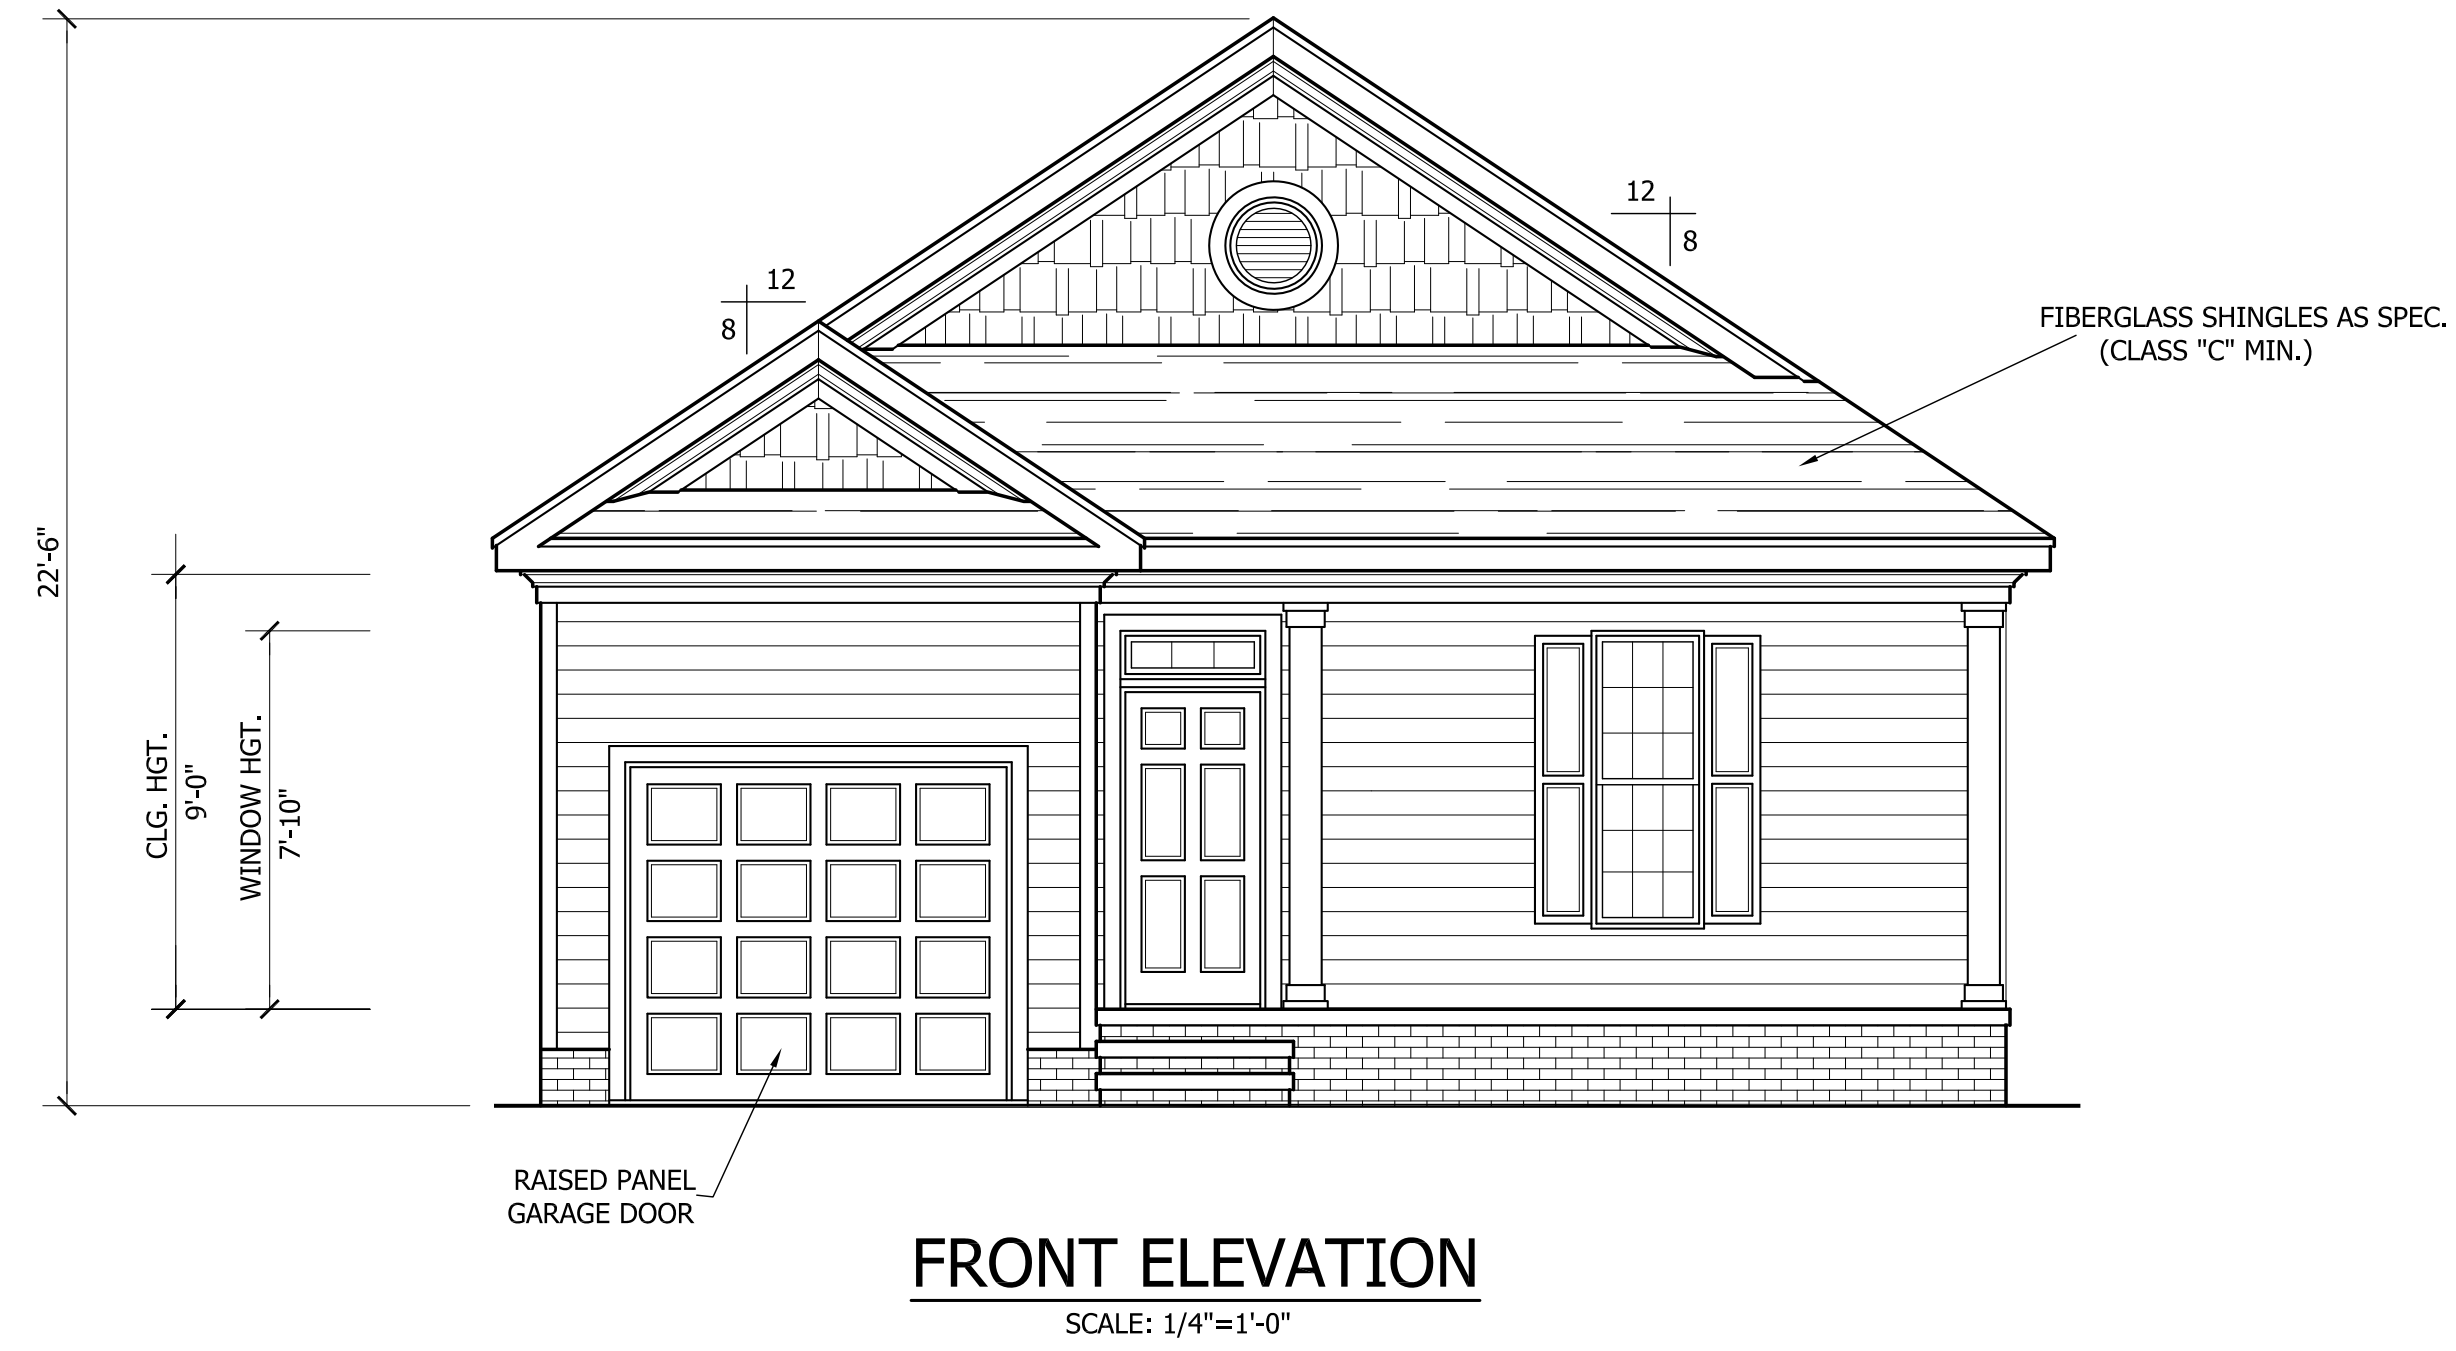 12
8
12
8
FIBERGLASS SHINGLES AS SPEC.
(CLASS "C" MIN.)
22'-6"
CLG. HGT.
9'-0"
WINDOW HGT.
7'-10"
RAISED PANEL
GARAGE DOOR
FRONT ELEVATION
SCALE: 1/4"=1'-0"